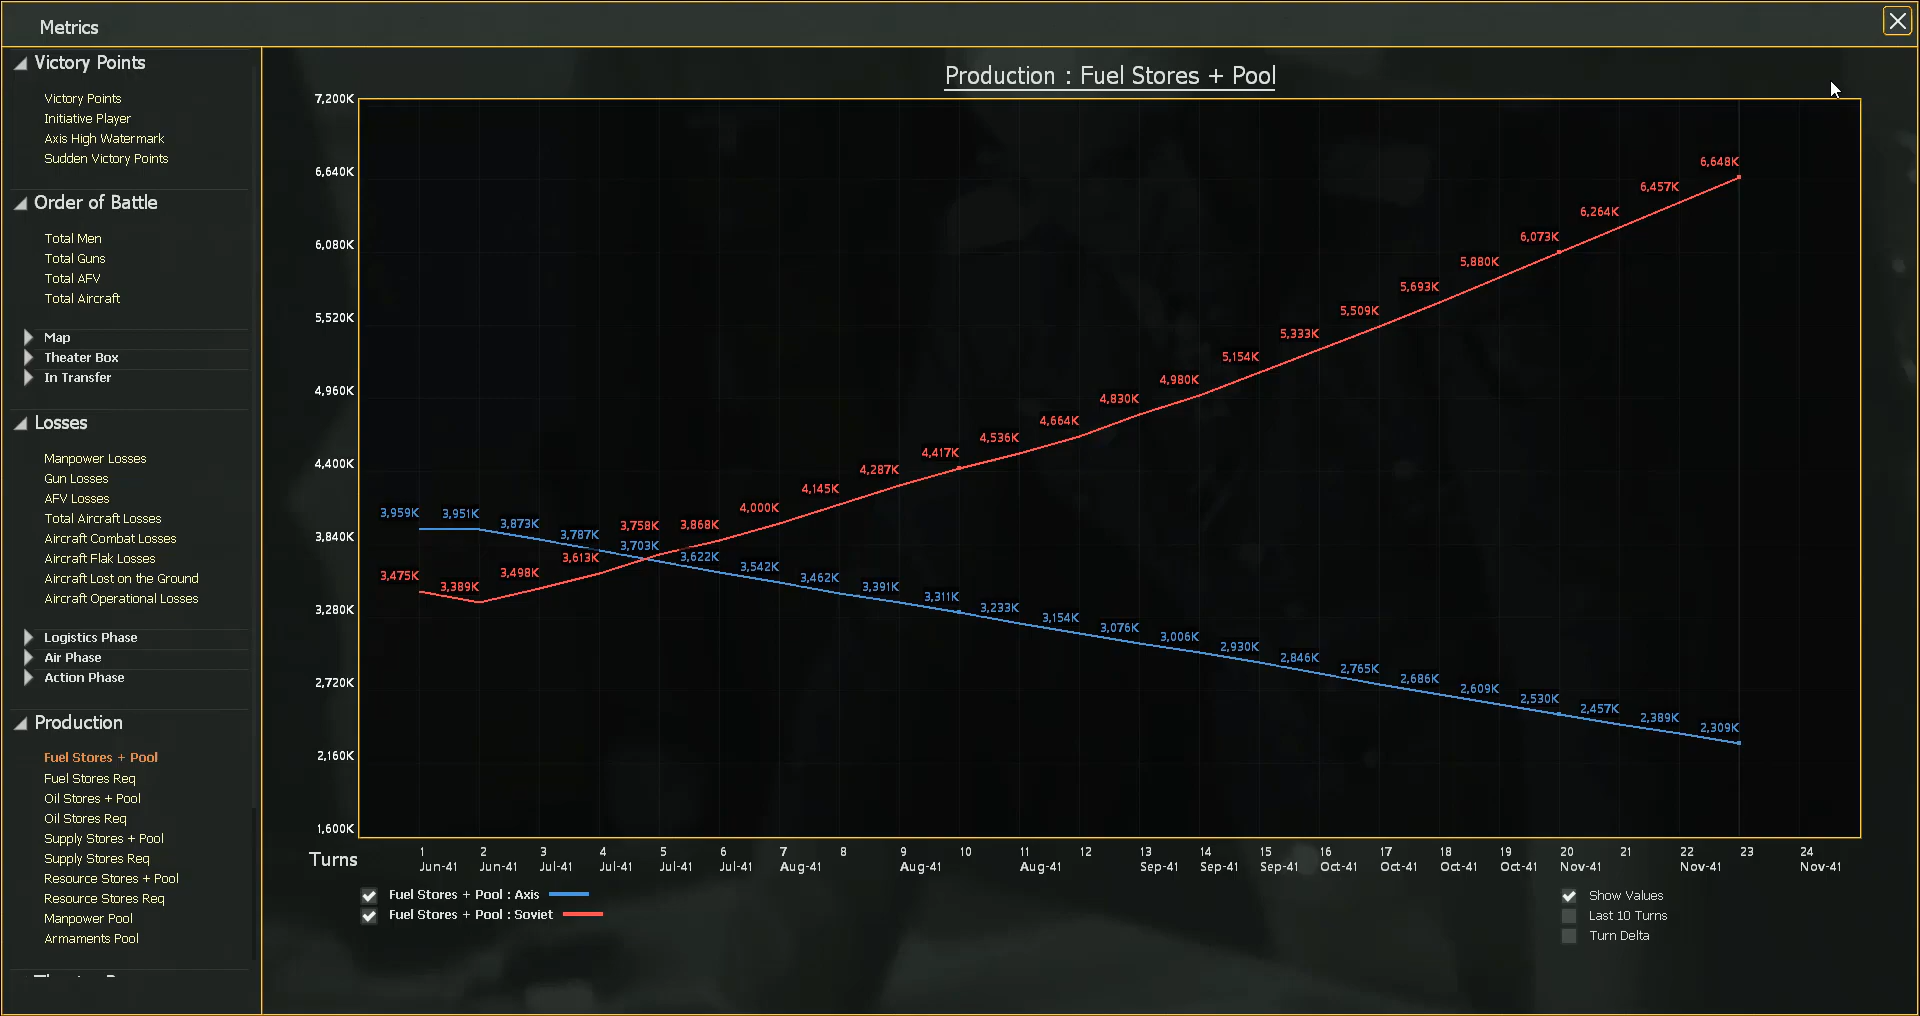 Metrics
Victory Points
Victory Points
Initiative Player
Axis High Watermark
Sudden Victory Points
Order of Battle
Total Men
Total Guns
Total AFV
Total Aircraft
Map
Theater Box
In Transfer
Losses
Manpower Losses
Gun Losses
AFV Losses
Total Aircraft Losses
Aircraft Combat Losses
Aircraft Flak Losses
Aircraft Lost on the Ground
Aircraft Operational Losses
Logistics Phase
Air Phase
Action Phase
Production
Fuel Stores + Pool
Fuel Stores Req
Oil Stores + Pool
Oil Stores Req
Supply Stores + Pool
Supply Stores Req
Resource Stores + Pool
Resource Stores Req
Manpower Pool
Armaments Pool
Production : Fuel Stores + Pool
7,200K
6,640K
6,080K
5,520K
4,960K
4,400K
3,840K
3,280K
2,720K
2,160K
1,600K
3,475K 3,389K 3,498K 3,613K 3,758K 3,868K 4,000K 4,145K 4,287K 4,417K 4,536K 4,664K 4,830K 4,980K 5,154K 5,333K 5,509K 5,693K 5,880K 6,073K 6,264K 6,457K 6,648K
3,959K 3,951K 3,873K 3,787K 3,703K 3,622K 3,542K 3,462K 3,391K 3,311K 3,233K 3,154K 3,076K 3,006K 2,930K 2,846K 2,765K 2,686K 2,609K 2,530K 2,457K 2,389K 2,309K
Turns
1 2 3 4 5 6 7 8 9 10 11 12 13 14 15 16 17 18 19 20 21 22 23 24
Jun-41 Jun-41 Jul-41 Jul-41 Jul-41 Jul-41 Aug-41 Aug-41 Aug-41 Sep-41 Sep-41 Sep-41 Oct-41 Oct-41 Oct-41 Oct-41 Nov-41 Nov-41 Nov-41
Fuel Stores + Pool : Axis
Fuel Stores + Pool : Soviet
Show Values
Last 10 Turns
Turn Delta